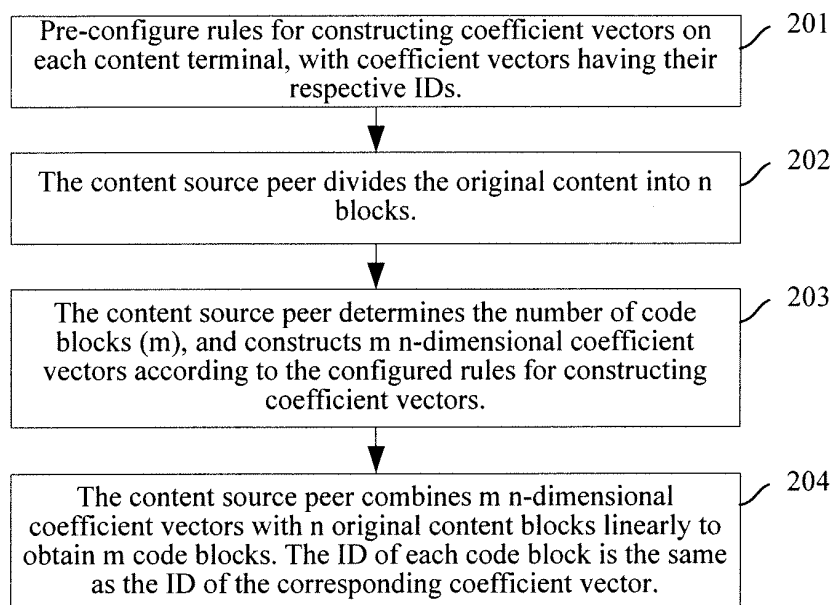 Pre-configure rules for constructing coefficient vectors on
each content terminal, with coefficient vectors having their
respective IDs.
201
The content source peer divides the original content into n
blocks.
202
The content source peer determines the number of code
blocks (m), and constructs m n-dimensional coefficient
vectors according to the configured rules for constructing
coefficient vectors.
203
The content source peer combines m n-dimensional
coefficient vectors with n original content blocks linearly to
obtain m code blocks. The ID of each code block is the same
as the ID of the corresponding coefficient vector.
204